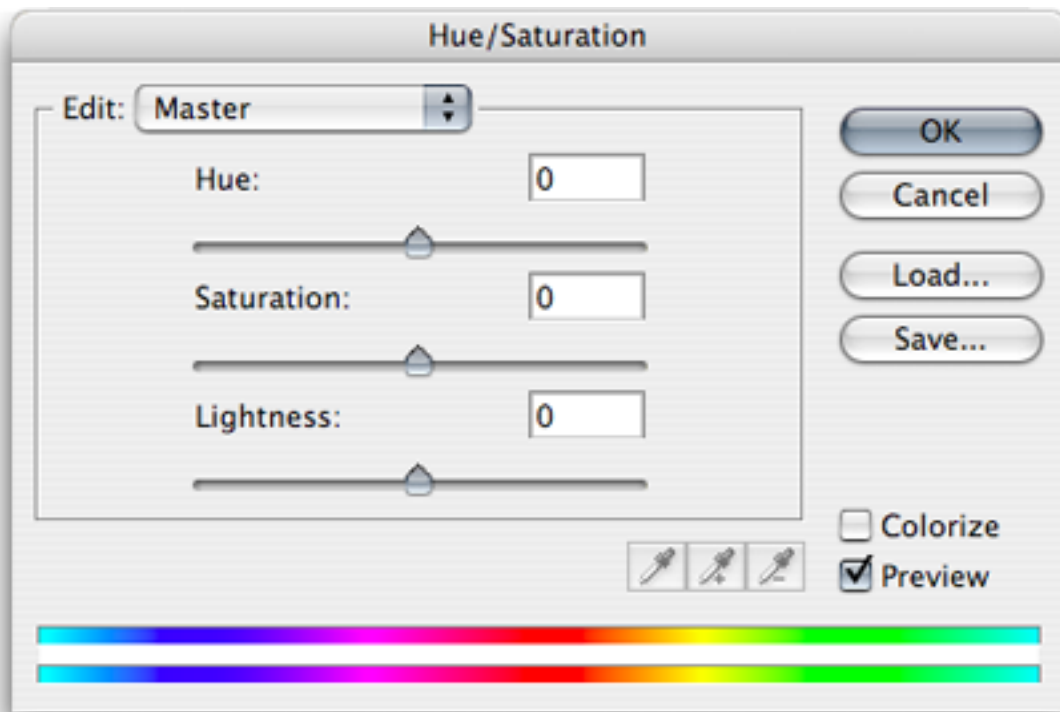 Hue/Saturation
Edit: Master
Hue: 0
Saturation: 0
Lightness: 0
OK
Cancel
Load...
Save...
Colorize
Preview